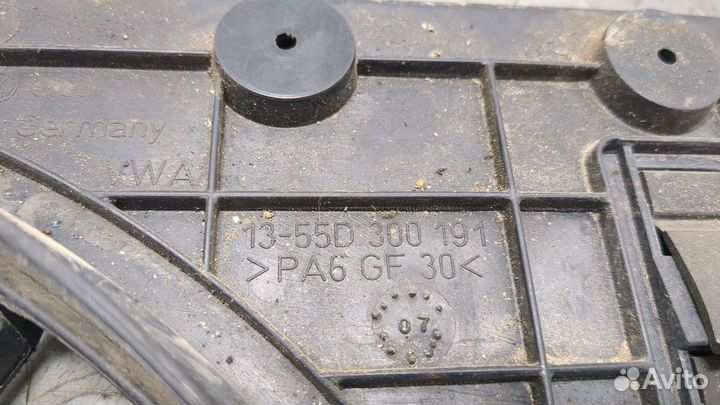 Germany
VWA
13-55D 300 191
>PA6 GF 30<
07
Avito